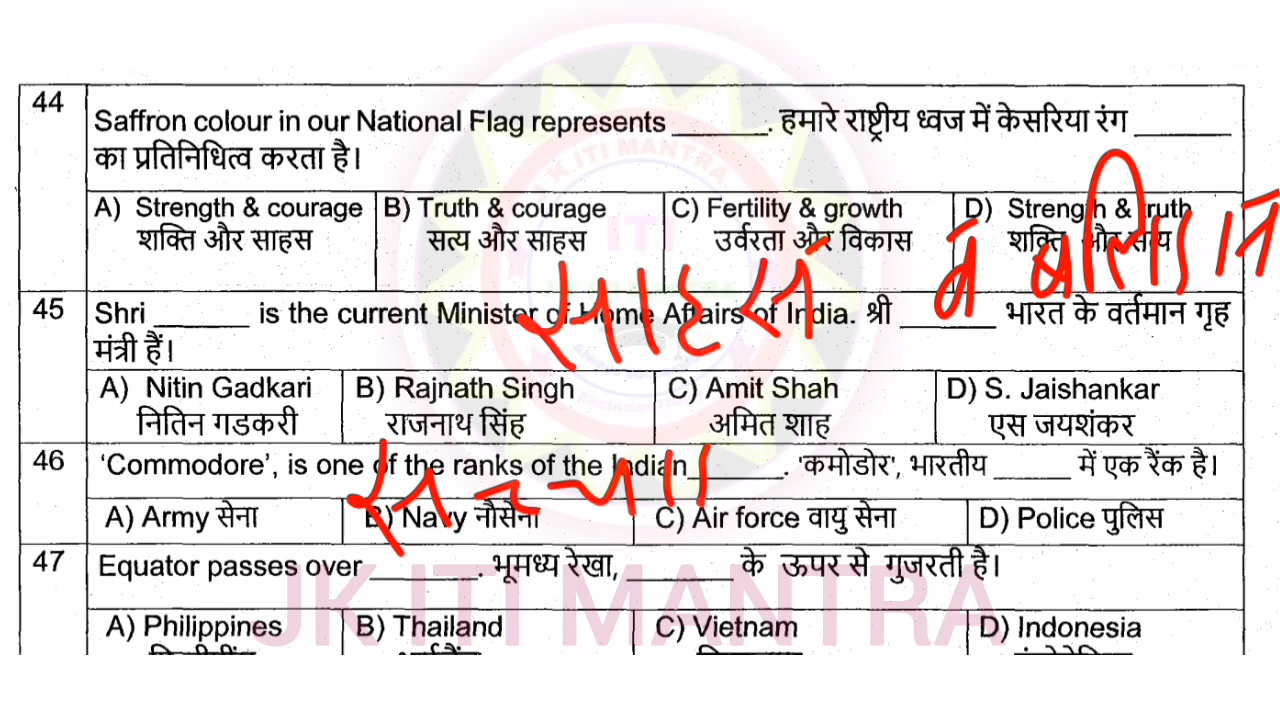 44 Saffron colour in our National Flag represents ______. हमारे राष्ट्रीय ध्वज में केसरिया रंग ______
का प्रतिनिधित्व करता है।
A) Strength & courage B) Truth & courage C) Fertility & growth D) Strength & truth
शक्ति और साहस सत्य और साहस उर्वरता और विकास शक्ति और सत्य
साहस व बलिदान
45 Shri ______ is the current Minister of Home Affairs of India. श्री ______ भारत के वर्तमान गृह
मंत्री हैं।
A) Nitin Gadkari B) Rajnath Singh C) Amit Shah D) S. Jaishankar
नितिन गडकरी राजनाथ सिंह अमित शाह एस जयशंकर
46 ‘Commodore’, is one of the ranks of the Indian ______. 'कमोडोर', भारतीय ______ में एक रैंक है।
A) Army सेना B) Navy नौसेना C) Air force वायु सेना D) Police पुलिस
47 Equator passes over ______. भूमध्य रेखा, ______ के ऊपर से गुजरती है।
JK ITI MANTRA
A) Philippines B) Thailand C) Vietnam D) Indonesia